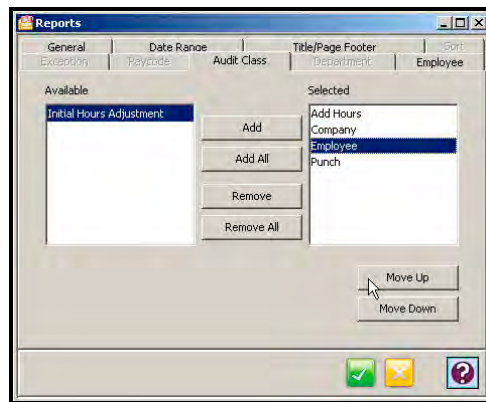 Reports
General Date Range Title/Page Footer Sort
Exception Paycode Audit Class Department Employee
Available Selected
Initial Hours Adjustment
Add Hours
Company
Employee
Punch
Add
Add All
Remove
Remove All
Move Up
Move Down
?